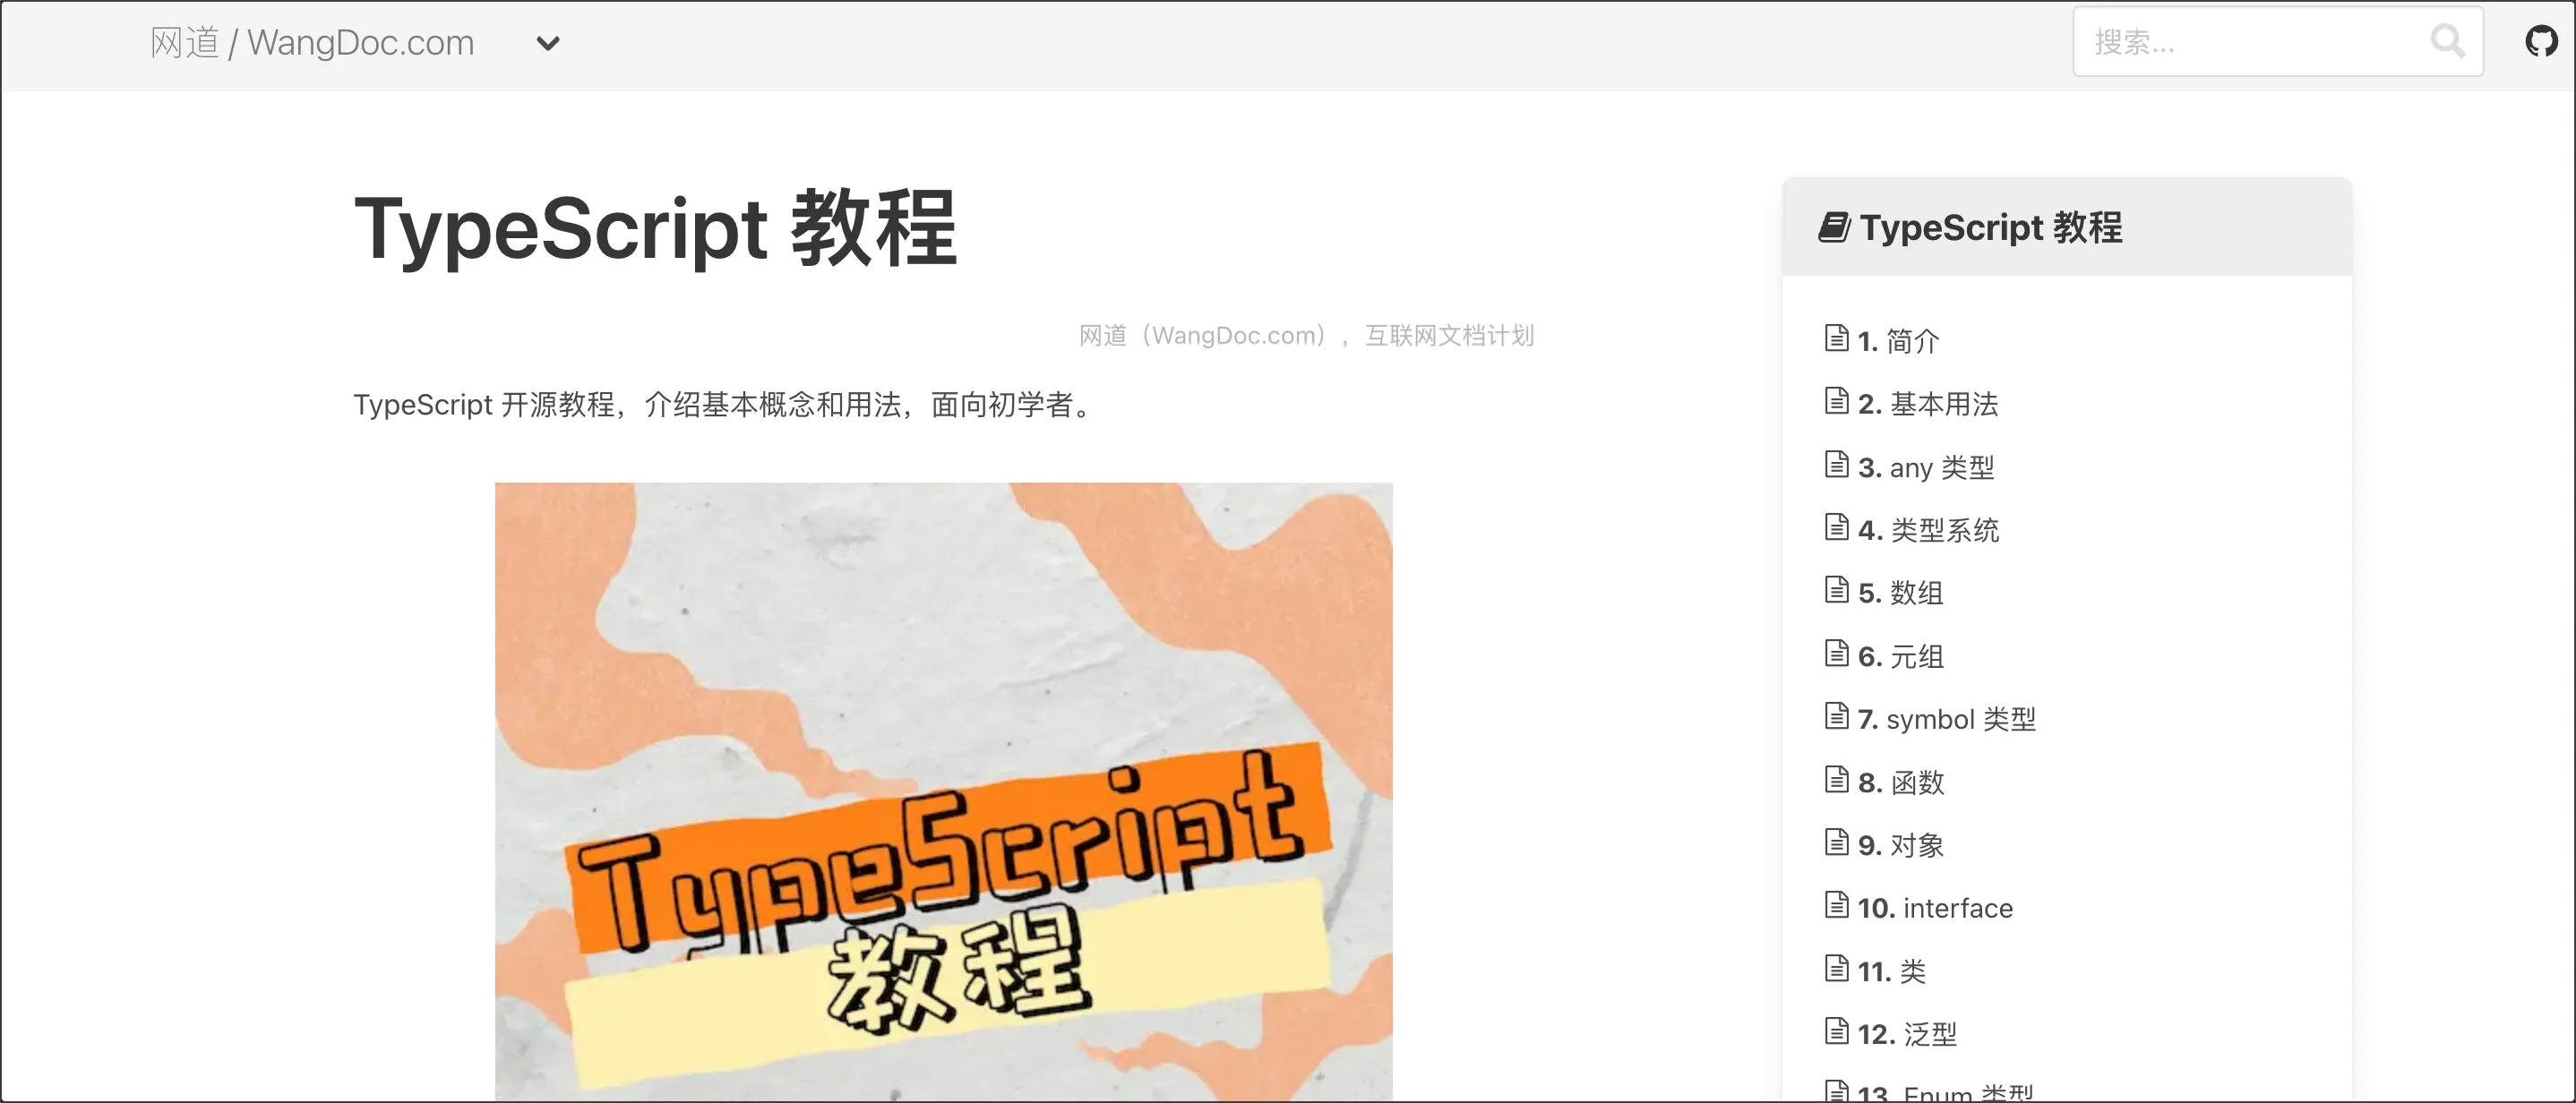 网道 / WangDoc.com
搜索...
TypeScript 教程
网道（WangDoc.com），互联网文档计划
TypeScript 开源教程，介绍基本概念和用法，面向初学者。
TypeScript
教程
TypeScript 教程
1. 简介
2. 基本用法
3. any 类型
4. 类型系统
5. 数组
6. 元组
7. symbol 类型
8. 函数
9. 对象
10. interface
11. 类
12. 泛型
13. Enum 类型